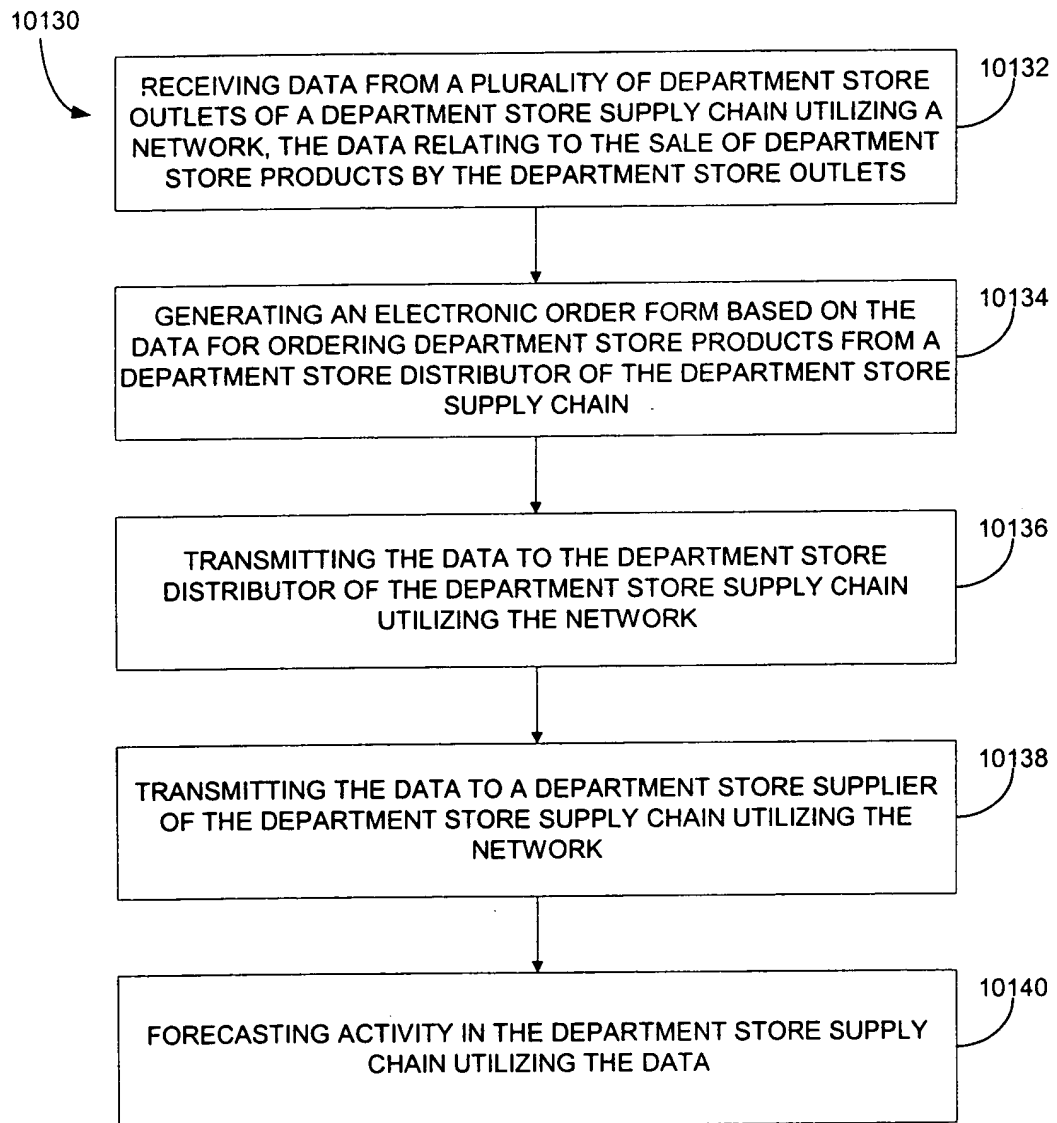 10130
RECEIVING DATA FROM A PLURALITY OF DEPARTMENT STORE
OUTLETS OF A DEPARTMENT STORE SUPPLY CHAIN UTILIZING A
NETWORK, THE DATA RELATING TO THE SALE OF DEPARTMENT
STORE PRODUCTS BY THE DEPARTMENT STORE OUTLETS
10132
GENERATING AN ELECTRONIC ORDER FORM BASED ON THE
DATA FOR ORDERING DEPARTMENT STORE PRODUCTS FROM A
DEPARTMENT STORE DISTRIBUTOR OF THE DEPARTMENT STORE
SUPPLY CHAIN
10134
TRANSMITTING THE DATA TO THE DEPARTMENT STORE
DISTRIBUTOR OF THE DEPARTMENT STORE SUPPLY CHAIN
UTILIZING THE NETWORK
10136
TRANSMITTING THE DATA TO A DEPARTMENT STORE SUPPLIER
OF THE DEPARTMENT STORE SUPPLY CHAIN UTILIZING THE
NETWORK
10138
FORECASTING ACTIVITY IN THE DEPARTMENT STORE SUPPLY
CHAIN UTILIZING THE DATA
10140